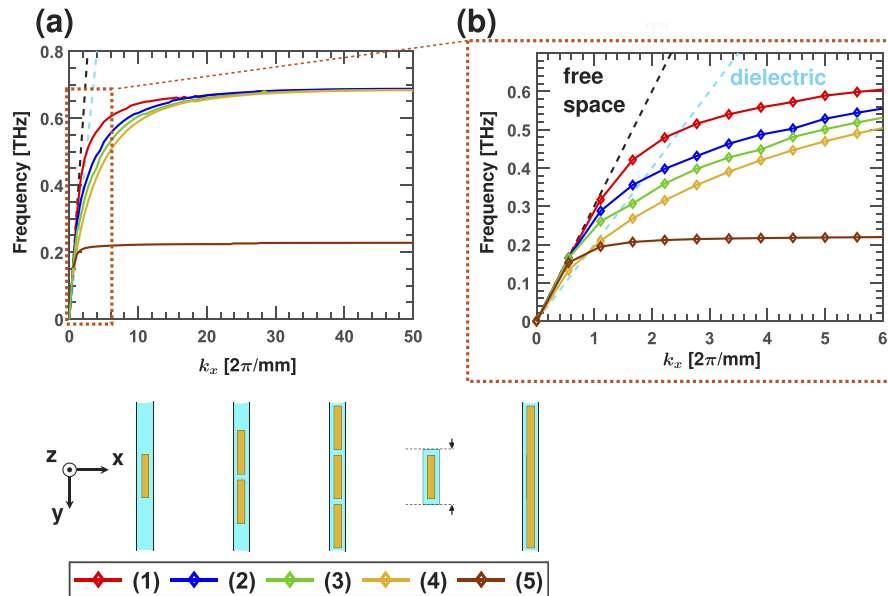 (a)
(b)
0.8
0.6
0.4
0.2
0
Frequency [THz]
0 10 20 30 40 50
k_x [2π/mm]
free
space
dielectric
0.6
0.5
0.4
0.3
0.2
0.1
0
Frequency [THz]
0 1 2 3 4 5 6
k_x [2π/mm]
z
x
y
(1) (2) (3) (4) (5)